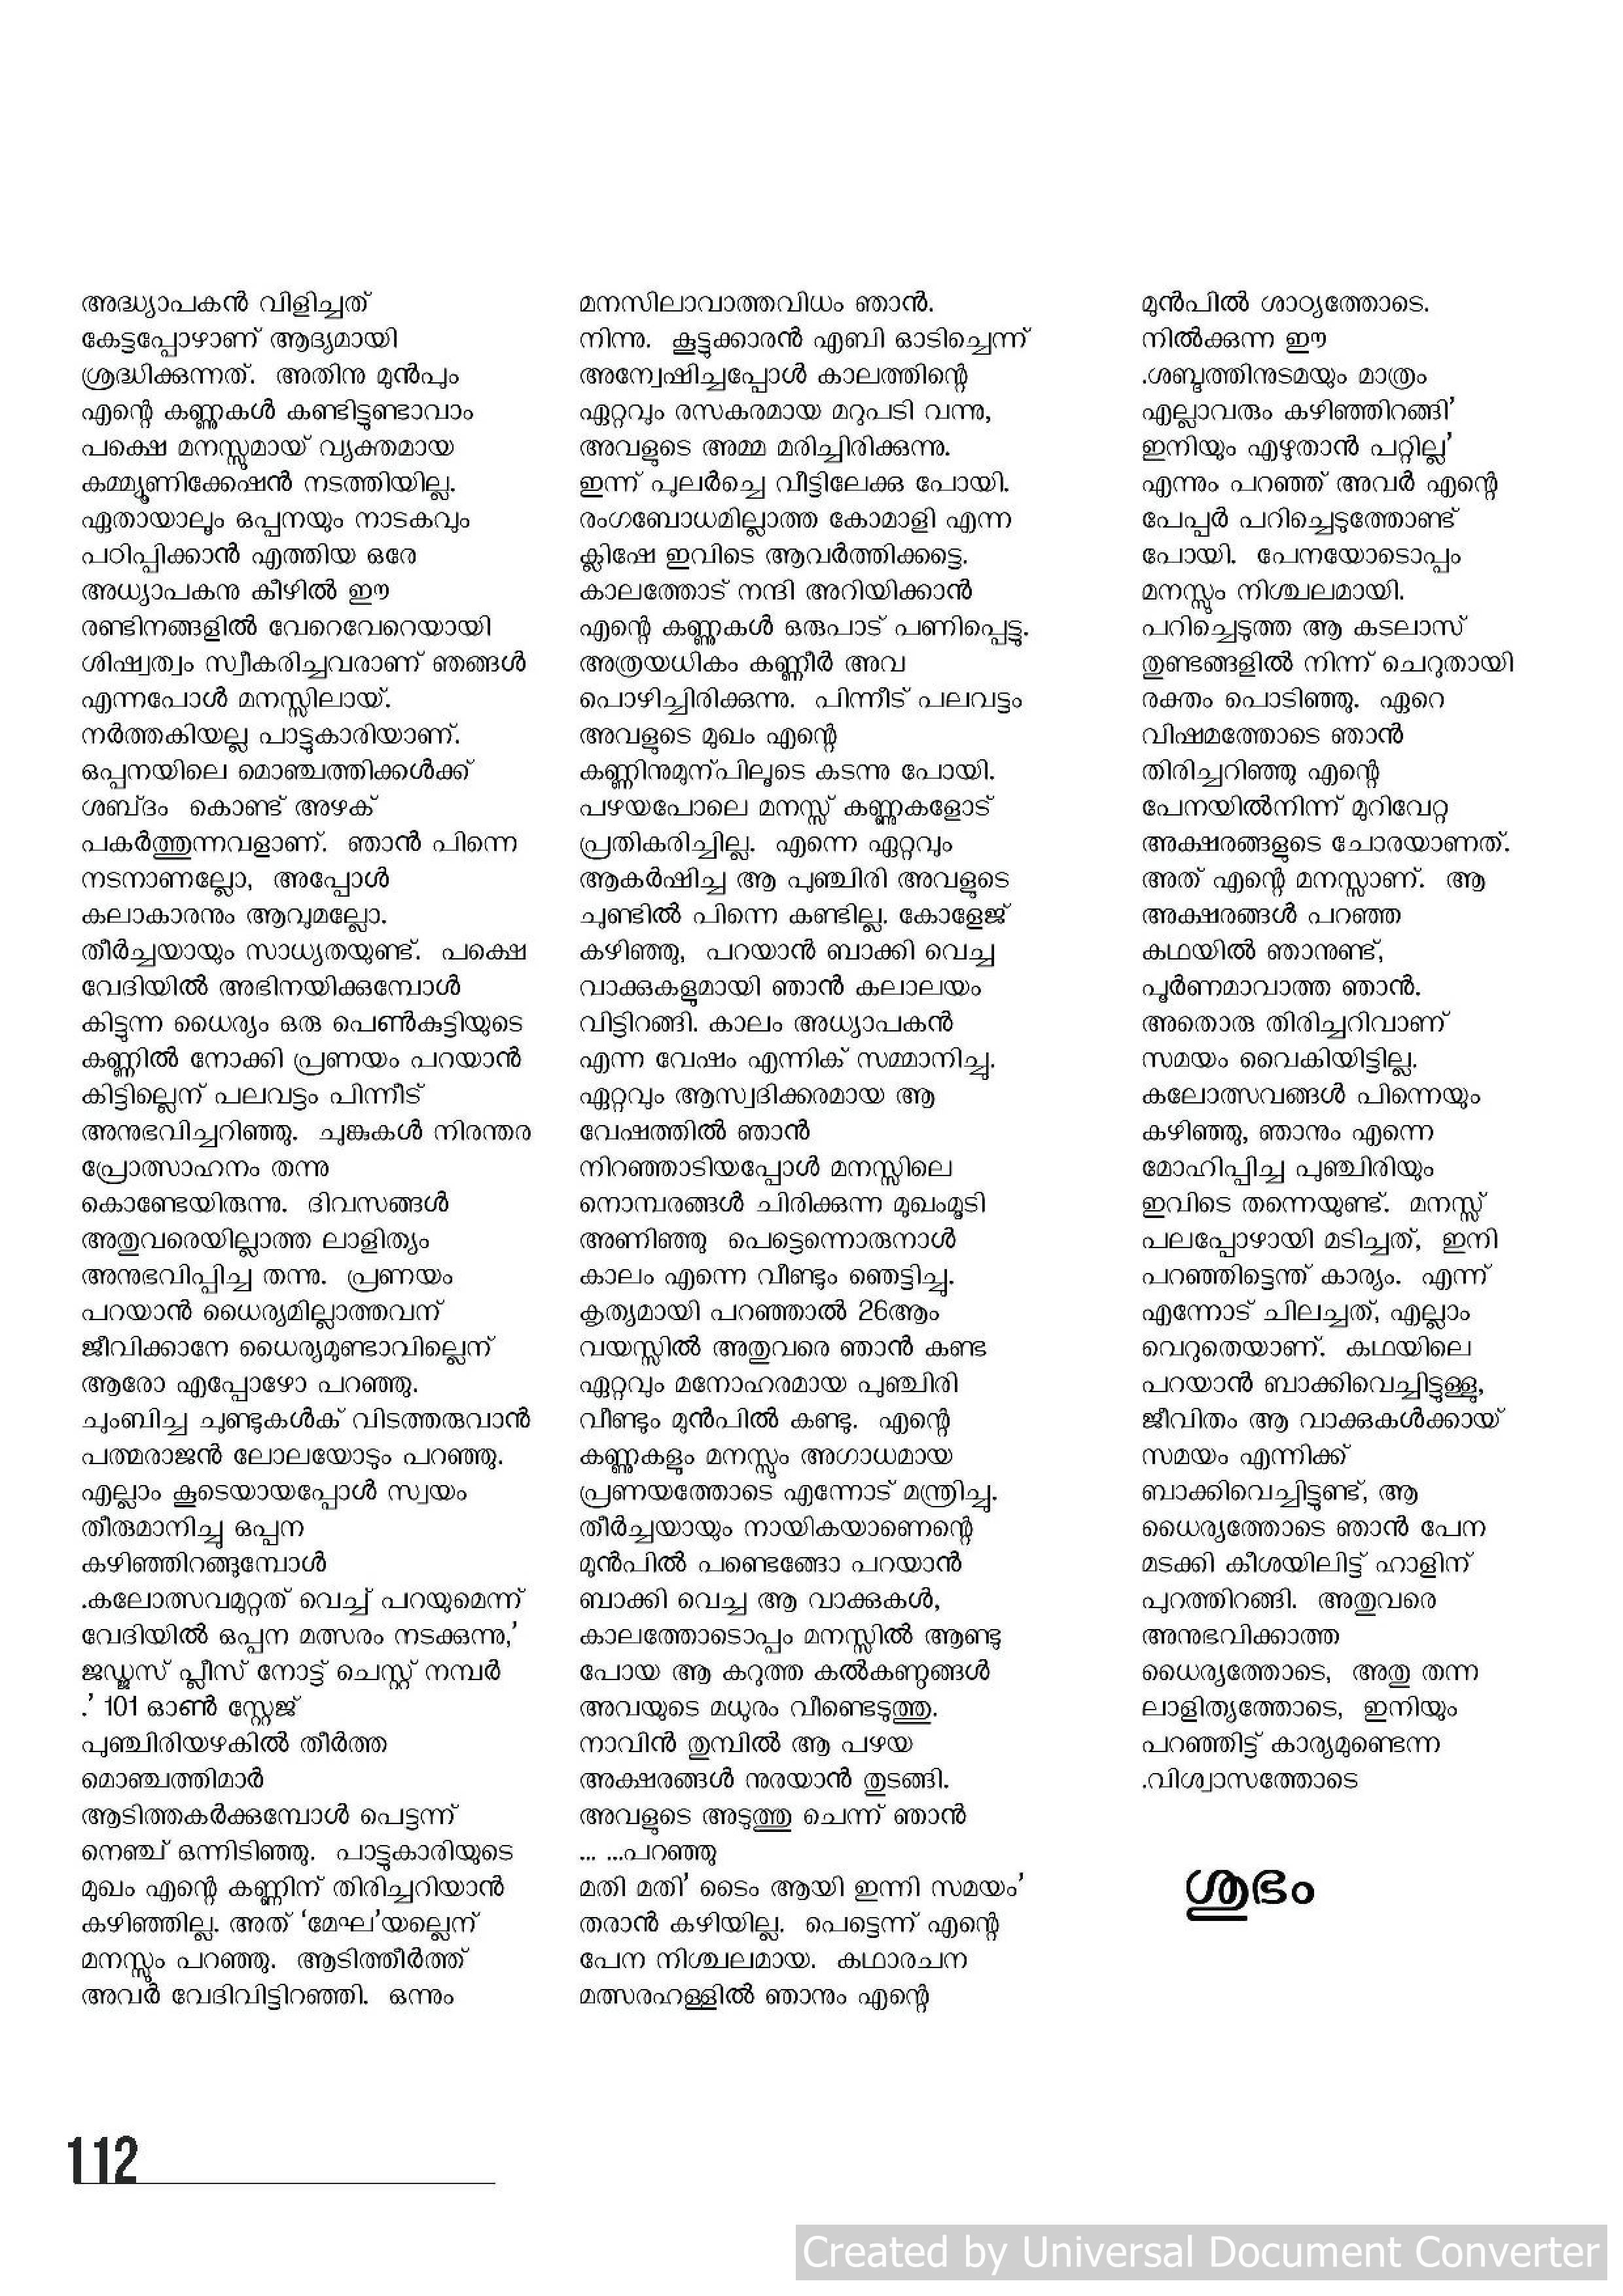 അദ്ധ്യാപകൻ വിളിച്ചത്
കേട്ടപ്പോഴാണ് ആദ്യമായി
ശ്രദ്ധിക്കുന്നത്. അതിനു മുൻപും
എന്റെ കണ്ണുകൾ കണ്ടിട്ടുണ്ടാവാം
പക്ഷെ മനസ്സുമായ് വ്യക്തമായ
കമ്മ്യൂണിക്കേഷൻ നടത്തിയില്ല.
ഏതായാലും ഒപ്പനയും നാടകവും
പഠിപ്പിക്കാൻ എത്തിയ ഒരേ
അധ്യാപകനു കീഴിൽ ഈ
രണ്ടിനങ്ങളിൽ വേറെവേറെയായി
ശിഷ്വത്വം സ്വീകരിച്ചവരാണ് ഞങ്ങൾ
എന്നപോൾ മനസ്സിലായ്.
നർത്തകിയല്ല പാട്ടുകാരിയാണ്.
ഒപ്പനയിലെ മൊഞ്ചത്തിക്കൾക്ക്
ശബ്ദം കൊണ്ട് അഴക്
പകർത്തുന്നവളാണ്. ഞാൻ പിന്നെ
നടനാണല്ലോ, അപ്പോൾ
കലാകാരനും ആവുമല്ലോ.
തീർച്ചയായും സാധ്യതയുണ്ട്. പക്ഷെ
വേദിയിൽ അഭിനയിക്കുമ്പോൾ
കിട്ടുന്ന ധൈര്യം ഒരു പെൺകുട്ടിയുടെ
കണ്ണിൽ നോക്കി പ്രണയം പറയാൻ
കിട്ടില്ലെന് പലവട്ടം പിന്നീട്
അനുഭവിച്ചറിഞ്ഞു. ചുങ്കുകൾ നിരന്തര
പ്രോത്സാഹനം തന്നു
കൊണ്ടേയിരുന്നു. ദിവസങ്ങൾ
അതുവരെയില്ലാത്ത ലാളിത്യം
അനുഭവിപ്പിച്ച തന്നു. പ്രണയം
പറയാൻ ധൈര്യമില്ലാത്തവന്
ജീവിക്കാനേ ധൈര്യമുണ്ടാവില്ലെന്
ആരോ എപ്പോഴോ പറഞ്ഞു.
ചുംബിച്ച ചുണ്ടുകൾക് വിടത്തരുവാൻ
പത്മരാജൻ ലോലയോടും പറഞ്ഞു.
എല്ലാം കൂടെയായപ്പോൾ സ്വയം
തീരുമാനിച്ചു ഒപ്പന
കഴിഞ്ഞിറങ്ങുമ്പോൾ
.കലോത്സവമുറ്റത് വെച്ച് പറയുമെന്ന്
വേദിയിൽ ഒപ്പന മത്സരം നടക്കുന്നു,'
ജഡ്ജസ് പ്ലീസ് നോട്ട് ചെസ്റ്റ് നമ്പർ
.' 101 ഓൺ സ്റ്റേജ്
പുഞ്ചിരിയഴകിൽ തീർത്ത
മൊഞ്ചത്തിമാർ
ആടിത്തകർക്കുമ്പോൾ പെട്ടന്ന്
നെഞ്ച് ഒന്നിടിഞ്ഞു. പാട്ടുകാരിയുടെ
മുഖം എന്റെ കണ്ണിന് തിരിച്ചറിയാൻ
കഴിഞ്ഞില്ല. അത് 'മേഘ'യല്ലെന്
മനസ്സും പറഞ്ഞു. ആടിത്തീർത്ത്
അവർ വേദിവിട്ടിറഞ്ഞി. ഒന്നും
മനസിലാവാത്തവിധം ഞാൻ.
നിന്നു. കൂട്ടുക്കാരൻ എബി ഓടിച്ചെന്ന്
അന്വേഷിച്ചപ്പോൾ കാലത്തിന്റെ
ഏറ്റവും രസകരമായ മറുപടി വന്നു,
അവളുടെ അമ്മ മരിച്ചിരിക്കുന്നു.
ഇന്ന് പുലർച്ചെ വീട്ടിലേക്കു പോയി.
രംഗബോധമില്ലാത്ത കോമാളി എന്ന
ക്ലിഷേ ഇവിടെ ആവർത്തിക്കട്ടെ.
കാലത്തോട് നന്ദി അറിയിക്കാൻ
എന്റെ കണ്ണുകൾ ഒരുപാട് പണിപ്പെട്ടു.
അത്രയധികം കണ്ണീർ അവ
പൊഴിച്ചിരിക്കുന്നു. പിന്നീട് പലവട്ടം
അവളുടെ മുഖം എന്റെ
കണ്ണിനുമുന്പിലൂടെ കടന്നു പോയി.
പഴയപോലെ മനസ്സ് കണ്ണുകളോട്
പ്രതികരിച്ചില്ല. എന്നെ ഏറ്റവും
ആകർഷിച്ച ആ പുഞ്ചിരി അവളുടെ
ചുണ്ടിൽ പിന്നെ കണ്ടില്ല. കോളേജ്
കഴിഞ്ഞു, പറയാൻ ബാക്കി വെച്ച
വാക്കുകളുമായി ഞാൻ കലാലയം
വിട്ടിറങ്ങി. കാലം അധ്യാപകൻ
എന്ന വേഷം എന്നിക് സമ്മാനിച്ചു.
ഏറ്റവും ആസ്വദിക്കരമായ ആ
വേഷത്തിൽ ഞാൻ
നിറഞ്ഞാടിയപ്പോൾ മനസ്സിലെ
നൊമ്പരങ്ങൾ ചിരിക്കുന്ന മുഖംമൂടി
അണിഞ്ഞു പെട്ടെന്നൊരുനാൾ
കാലം എന്നെ വീണ്ടും ഞെട്ടിച്ചു.
കൃത്യമായി പറഞ്ഞാൽ 26ആം
വയസ്സിൽ അതുവരെ ഞാൻ കണ്ട
ഏറ്റവും മനോഹരമായ പുഞ്ചിരി
വീണ്ടും മുൻപിൽ കണ്ടു. എന്റെ
കണ്ണുകളും മനസ്സും അഗാധമായ
പ്രണയത്തോടെ എന്നോട് മന്ത്രിച്ചു.
തീർച്ചയായും നായികയാണെന്റെ
മുൻപിൽ പണ്ടെങ്ങോ പറയാൻ
ബാക്കി വെച്ച ആ വാക്കുകൾ,
കാലത്തോടൊപ്പം മനസ്സിൽ ആണ്ടു
പോയ ആ കറുത്ത കൽകണ്ടങ്ങൾ
അവയുടെ മധുരം വീണ്ടെടുത്തു.
നാവിൻ തുമ്പിൽ ആ പഴയ
അക്ഷരങ്ങൾ നുരയാൻ തുടങ്ങി.
അവളുടെ അടുത്തു ചെന്ന് ഞാൻ
... ...പറഞ്ഞു
മതി മതി' ടൈം ആയി ഇന്നി സമയം'
തരാൻ കഴിയില്ല. പെട്ടെന്ന് എന്റെ
പേന നിശ്ചലമായ. കഥാരചന
മത്സരഹള്ളിൽ ഞാനും എന്റെ
മുൻപിൽ ശാഠ്യത്തോടെ.
നിൽക്കുന്ന ഈ
.ശബ്ദത്തിനുടമയും മാത്രം
എല്ലാവരും കഴിഞ്ഞിറങ്ങി'
ഇനിയും എഴുതാൻ പറ്റില്ല'
എന്നും പറഞ്ഞ് അവർ എന്റെ
പേപ്പർ പറിച്ചെടുത്തോണ്ട്
പോയി. പേനയോടൊപ്പം
മനസ്സും നിശ്ചലമായി.
പറിച്ചെടുത്ത ആ കടലാസ്
തുണ്ടങ്ങളിൽ നിന്ന് ചെറുതായി
രക്തം പൊടിഞ്ഞു. ഏറെ
വിഷമത്തോടെ ഞാൻ
തിരിച്ചറിഞ്ഞു എന്റെ
പേനയിൽനിന്ന് മുറിവേറ്റ
അക്ഷരങ്ങളുടെ ചോരയാണത്.
അത് എന്റെ മനസ്സാണ്. ആ
അക്ഷരങ്ങൾ പറഞ്ഞ
കഥയിൽ ഞാനുണ്ട്,
പൂർണമാവാത്ത ഞാൻ.
അതൊരു തിരിച്ചറിവാണ്
സമയം വൈകിയിട്ടില്ല.
കലോത്സവങ്ങൾ പിന്നെയും
കഴിഞ്ഞു, ഞാനും എന്നെ
മോഹിപ്പിച്ച പുഞ്ചിരിയും
ഇവിടെ തന്നെയുണ്ട്. മനസ്സ്
പലപ്പോഴായി മടിച്ചത്, ഇനി
പറഞ്ഞിട്ടെന്ത് കാര്യം. എന്ന്
എന്നോട് ചിലച്ചത്, എല്ലാം
വെറുതെയാണ്. കഥയിലെ
പറയാൻ ബാക്കിവെച്ചിട്ടുള്ളു,
ജീവിതം ആ വാക്കുകൾക്കായ്
സമയം എന്നിക്ക്
ബാക്കിവെച്ചിട്ടുണ്ട്, ആ
ധൈര്യത്തോടെ ഞാൻ പേന
മടക്കി കീശയിലിട്ട് ഹാളിന്
പുറത്തിറങ്ങി. അതുവരെ
അനുഭവിക്കാത്ത
ധൈര്യത്തോടെ, അതു തന്ന
ലാളിത്യത്തോടെ, ഇനിയും
പറഞ്ഞിട്ട് കാര്യമുണ്ടെന്ന
.വിശ്വാസത്തോടെ
ശുഭം
112
Created by Universal Document Converter